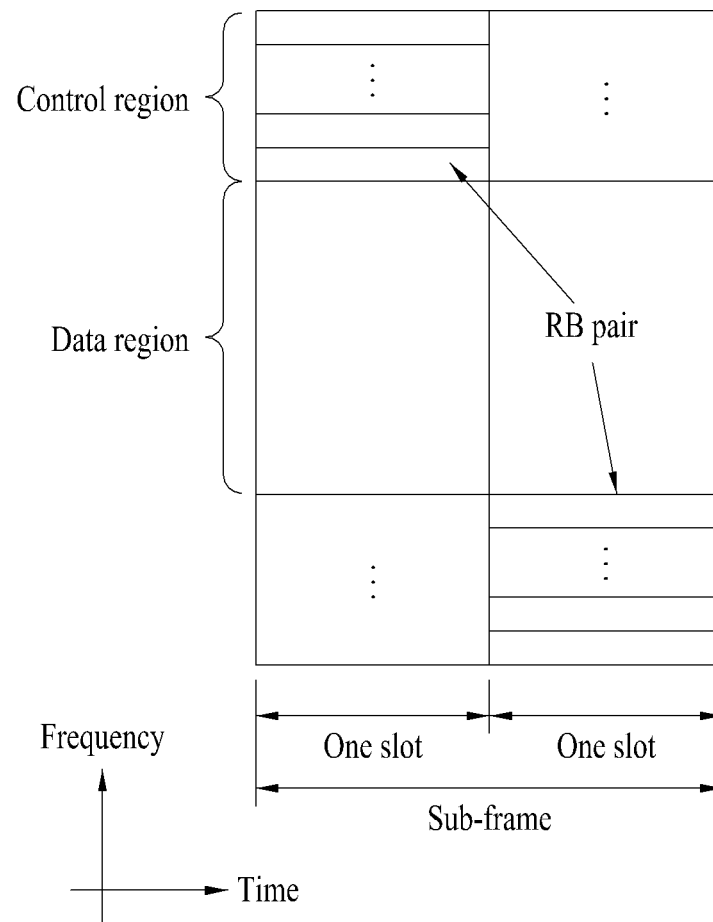 Control region
Data region
RB pair
One slot
One slot
Sub-frame
Frequency
Time